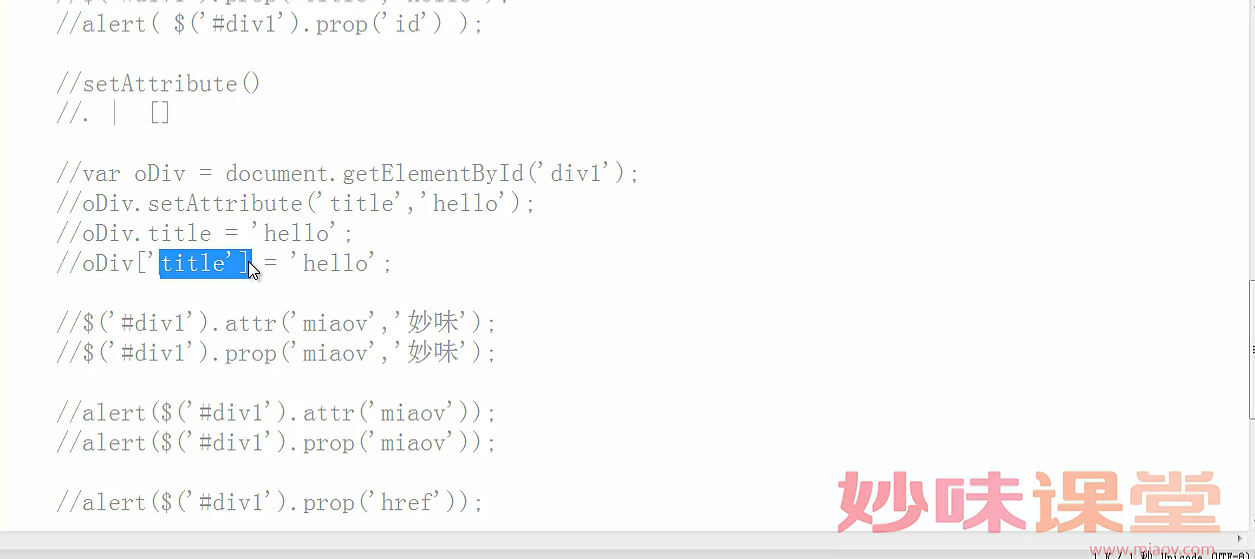 //$('#div1').prop('title','hello');
//alert( $('#div1').prop('id') );
//setAttribute()
//. | []
//var oDiv = document.getElementById('div1');
//oDiv.setAttribute('title','hello');
//oDiv.title = 'hello';
//oDiv['title'] = 'hello';
//$('#div1').attr('miaov','妙味');
//$('#div1').prop('miaov','妙味');
//alert($('#div1').attr('miaov'));
//alert($('#div1').prop('miaov'));
//alert($('#div1').prop('href'));
妙味课堂
www.miaov.com